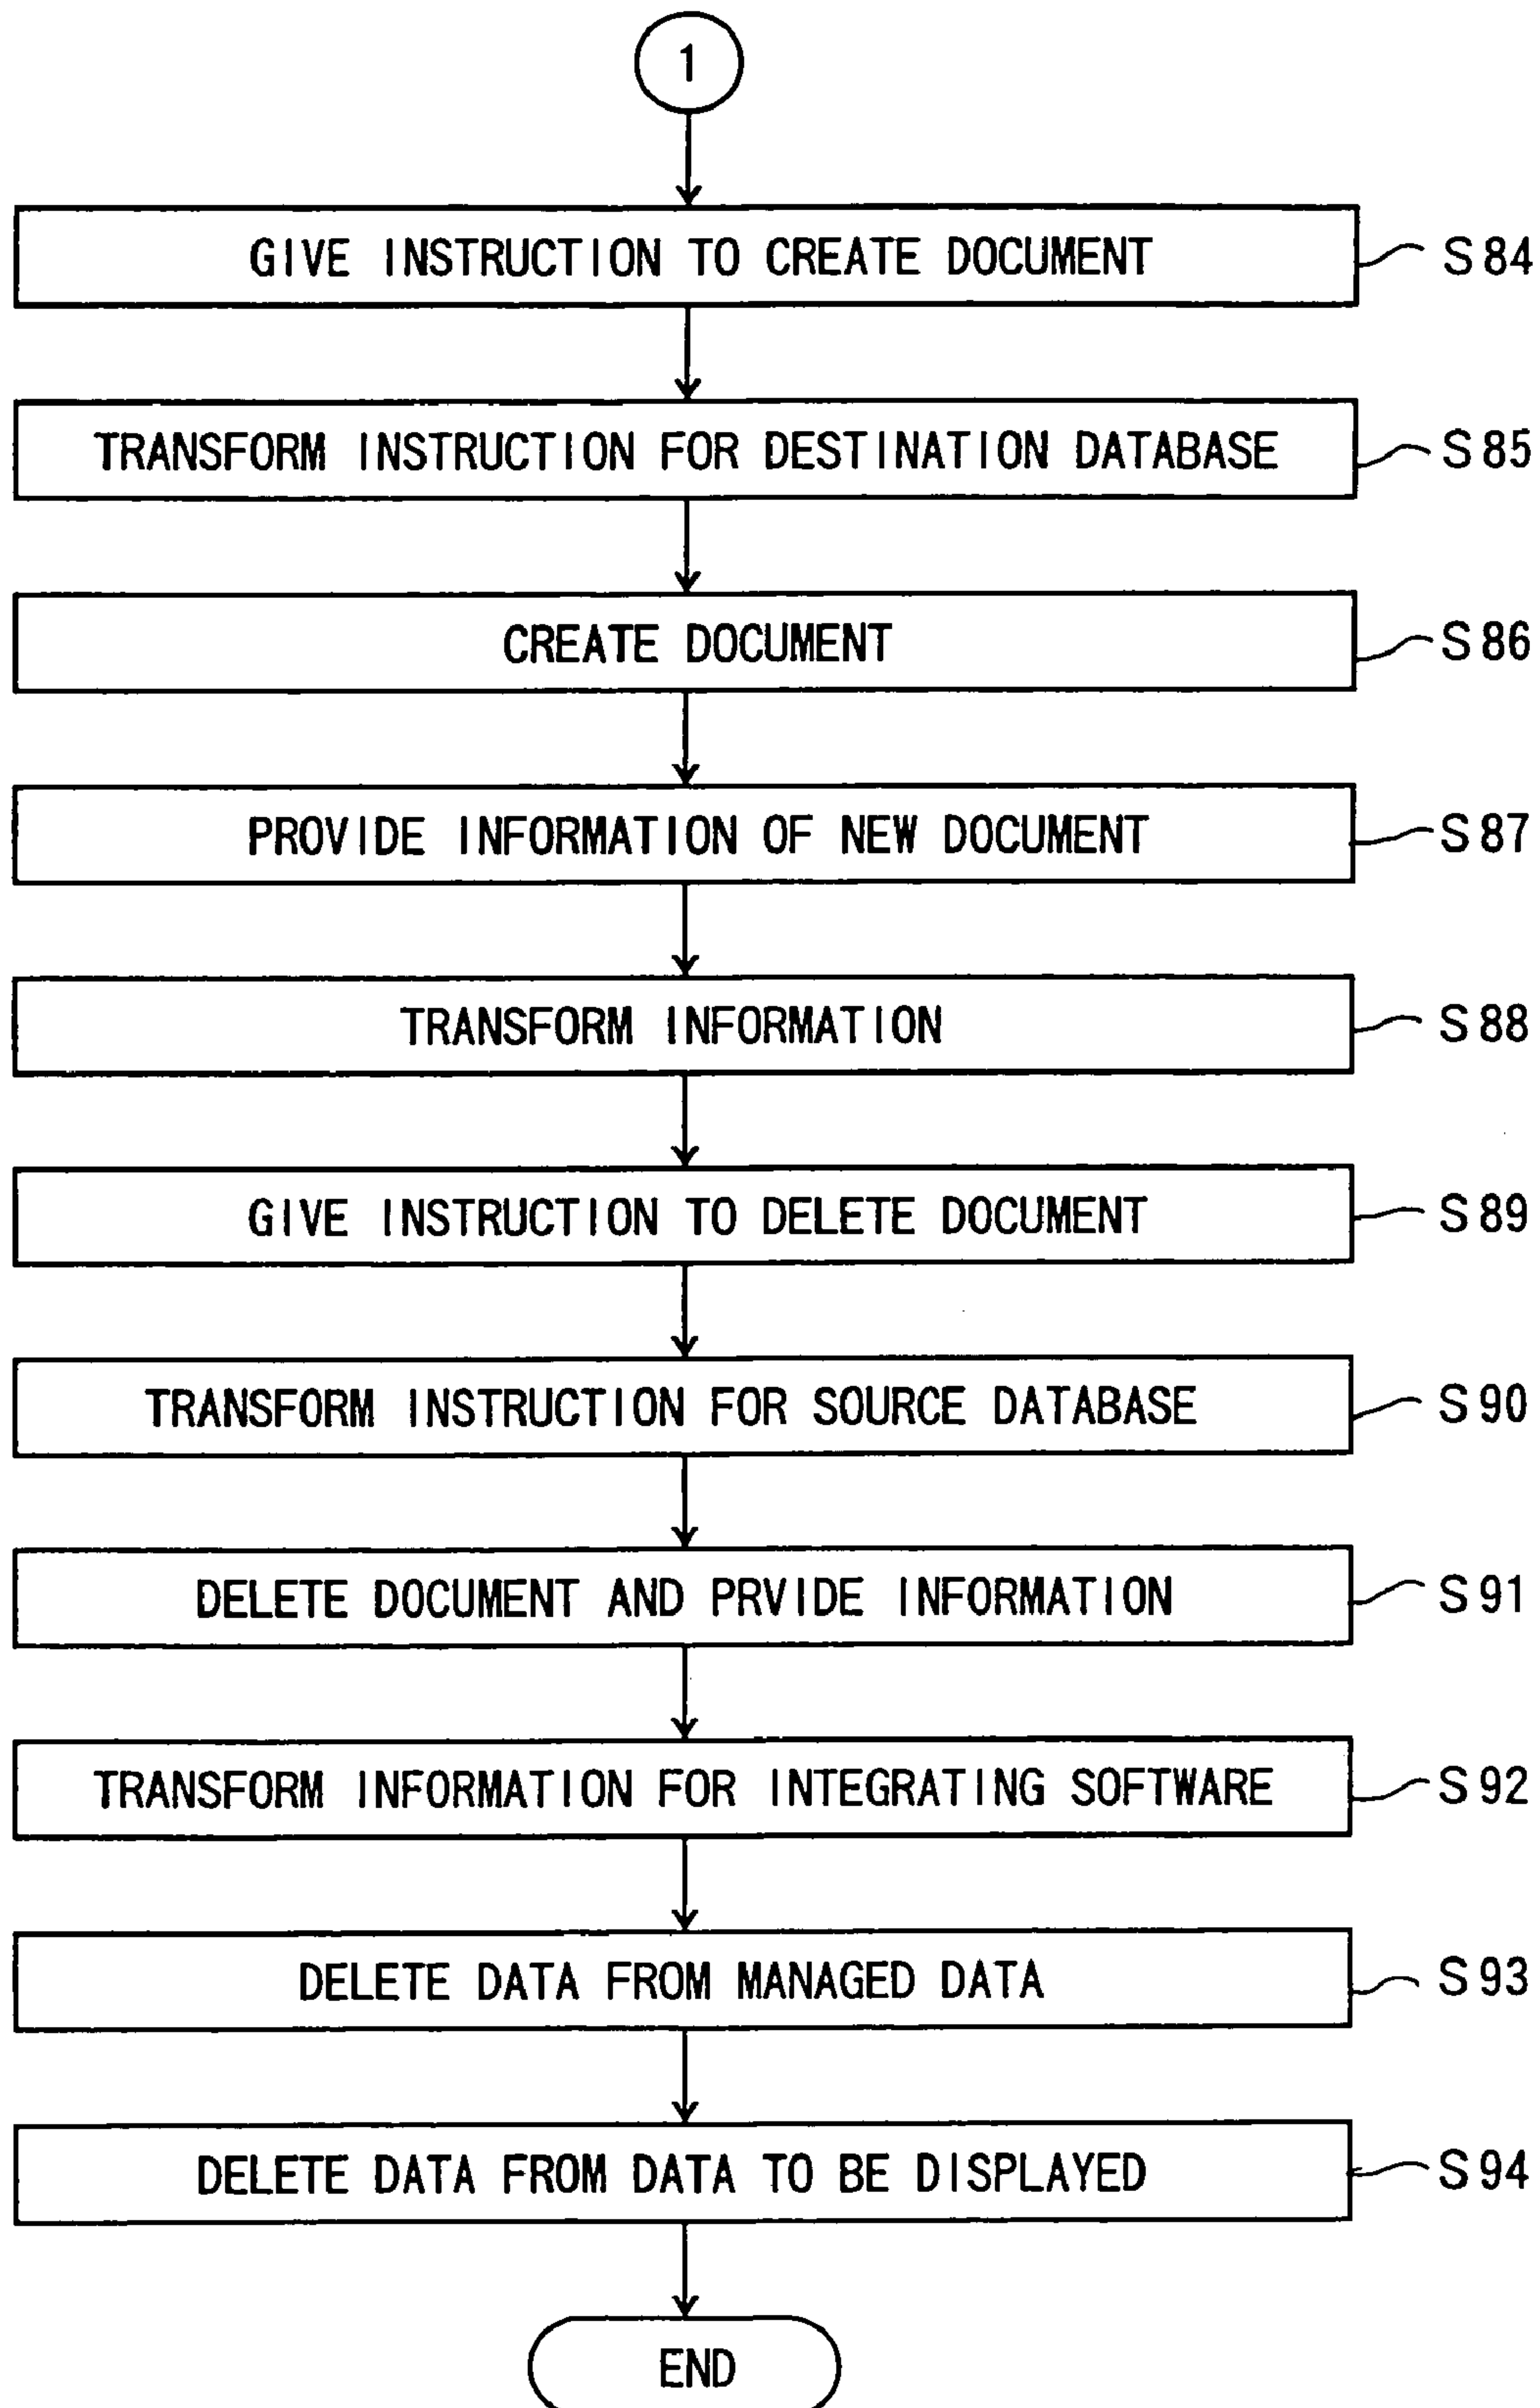 1
GIVE INSTRUCTION TO CREATE DOCUMENT S84
TRANSFORM INSTRUCTION FOR DESTINATION DATABASE S85
CREATE DOCUMENT S86
PROVIDE INFORMATION OF NEW DOCUMENT S87
TRANSFORM INFORMATION S88
GIVE INSTRUCTION TO DELETE DOCUMENT S89
TRANSFORM INSTRUCTION FOR SOURCE DATABASE S90
DELETE DOCUMENT AND PRVIDE INFORMATION S91
TRANSFORM INFORMATION FOR INTEGRATING SOFTWARE S92
DELETE DATA FROM MANAGED DATA S93
DELETE DATA FROM DATA TO BE DISPLAYED S94
END